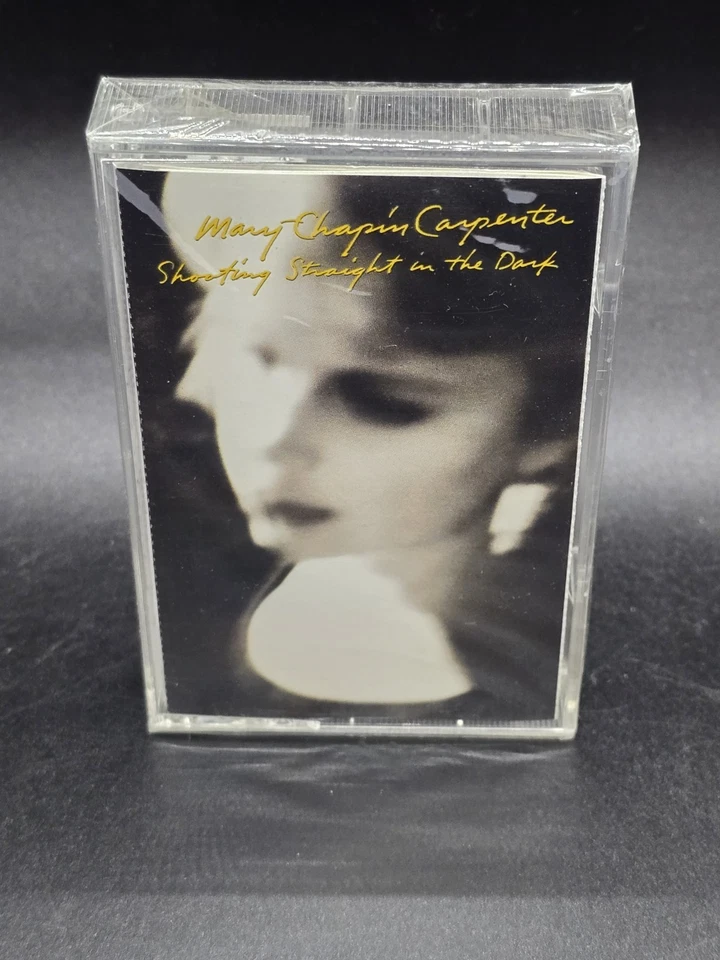 Mary-Chapin Carpenter
Shooting Straight in the Dark